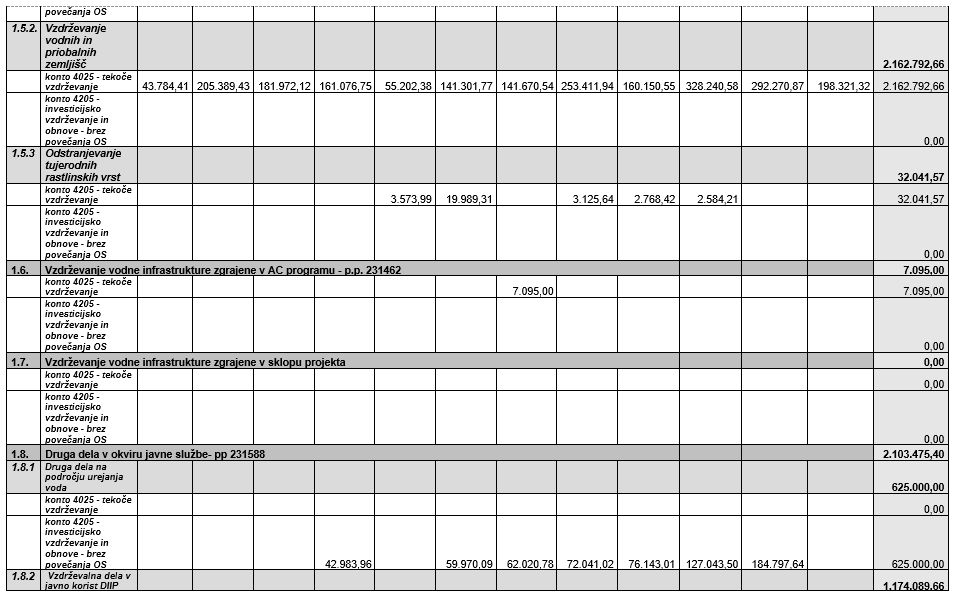 povečanja OS
1.5.2. Vzdrževanje
vodnih in
priobalnih
zemljišč 2.162.792,66
konto 4025 - tekoče
vzdrževanje 43.784,41 205.389,43 181.972,12 161.076,75 55.202,38 141.301,77 141.670,54 253.411,94 160.150,55 328.240,58 292.270,87 198.321,32 2.162.792,66
konto 4205 -
investicijsko
vzdrževanje in
obnove - brez
povečanja OS 0,00
1.5.3 Odstranjevanje
tujerodnih
rastlinskih vrst 32.041,57
konto 4205 - tekoče
vzdrževanje 3.573,99 19.989,31 3.125,64 2.768,42 2.584,21 32.041,57
konto 4205 -
investicijsko
vzdrževanje in
obnove - brez
povečanja OS 0,00
1.6. Vzdrževanje vodne infrastrukture zgrajene v AC programu - p.p. 231462 7.095,00
konto 4025 - tekoče
vzdrževanje 7.095,00 7.095,00
konto 4205 -
investicijsko
vzdrževanje in
obnove - brez
povečanja OS 0,00
1.7. Vzdrževanje vodne infrastrukture zgrajene v sklopu projekta 0,00
konto 4025 - tekoče
vzdrževanje 0,00
konto 4205 -
investicijsko
vzdrževanje in
obnove - brez
povečanja OS 0,00
1.8. Druga dela v okviru javne službe- pp 231588 2.103.475,40
1.8.1 Druga dela na
področju urejanja
voda 625.000,00
konto 4025 - tekoče
vzdrževanje 0,00
konto 4205 -
investicijsko
vzdrževanje in
obnove - brez
povečanja OS 42.983,96 59.970,09 62.020,78 72.041,02 76.143,01 127.043,50 184.797,64 625.000,00
1.8.2 Vzdrževalna dela v
javno korist DIIP 1.174.089,66